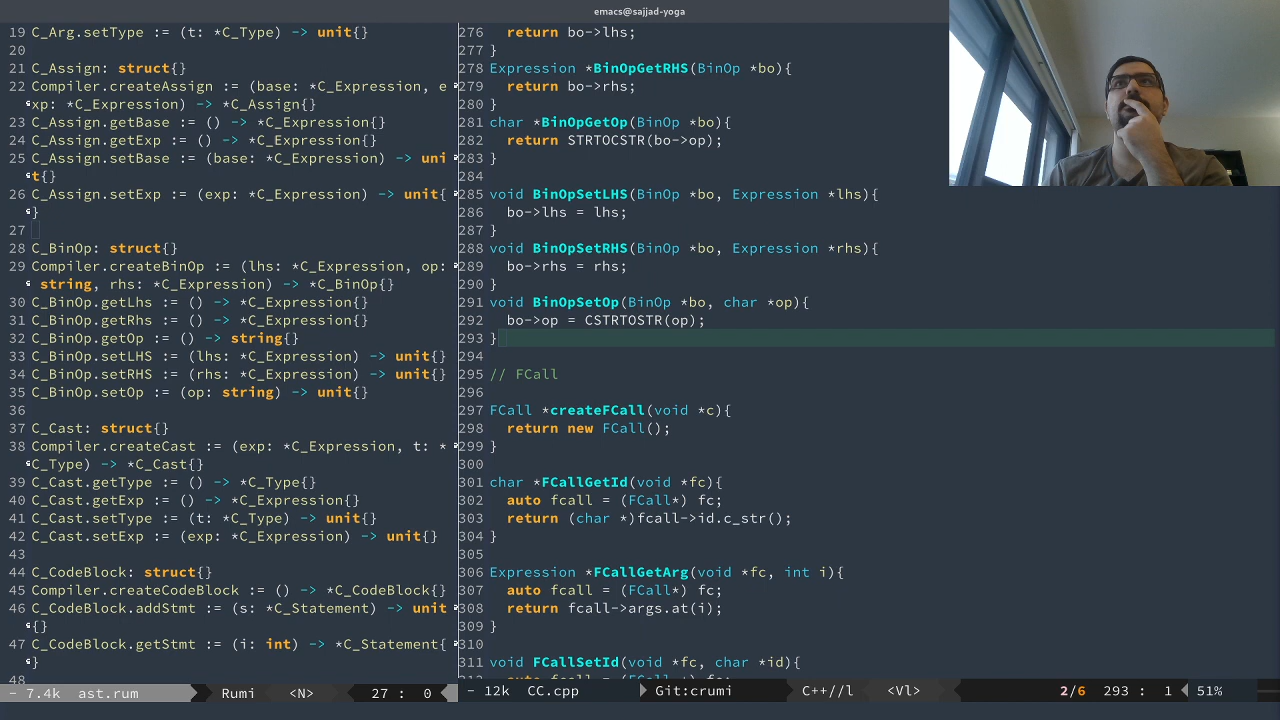 emacs@sajjad-yoga
19 C_Arg.setType := (t: *C_Type) -> unit{}
20
21 C_Assign: struct{}
22 Compiler.createAssign := (base: *C_Expression, e
xp: *C_Expression) -> *C_Assign{}
23 C_Assign.getBase := () -> *C_Expression{}
24 C_Assign.getExp := () -> *C_Expression{}
25 C_Assign.setBase := (base: *C_Expression) -> uni
t{}
26 C_Assign.setExp := (exp: *C_Expression) -> unit{
}
27
28 C_BinOp: struct{}
29 Compiler.createBinOp := (lhs: *C_Expression, op:
string, rhs: *C_Expression) -> *C_BinOp{}
30 C_BinOp.getLhs := () -> *C_Expression{}
31 C_BinOp.getRhs := () -> *C_Expression{}
32 C_BinOp.getOp := () -> string{}
33 C_BinOp.setLHS := (lhs: *C_Expression) -> unit{}
34 C_BinOp.setRHS := (rhs: *C_Expression) -> unit{}
35 C_BinOp.setOp := (op: string) -> unit{}
36
37 C_Cast: struct{}
38 Compiler.createCast := (exp: *C_Expression, t: *
C_Type) -> *C_Cast{}
39 C_Cast.getType := () -> *C_Type{}
40 C_Cast.getExp := () -> *C_Expression{}
41 C_Cast.setType := (t: *C_Type) -> unit{}
42 C_Cast.setExp := (exp: *C_Expression) -> unit{}
43
44 C_CodeBlock: struct{}
45 Compiler.createCodeBlock := () -> *C_CodeBlock{}
46 C_CodeBlock.addStmt := (s: *C_Statement) -> unit
{}
47 C_CodeBlock.getStmt := (i: int) -> *C_Statement{
}
48
- 7.4k ast.rum Rumi <N> 27 : 0
276 return bo->lhs;
277 }
278 Expression *BinOpGetRHS(BinOp *bo){
279 return bo->rhs;
280 }
281 char *BinOpGetOp(BinOp *bo){
282 return STRTOCSTR(bo->op);
283 }
284
285 void BinOpSetLHS(BinOp *bo, Expression *lhs){
286 bo->lhs = lhs;
287 }
288 void BinOpSetRHS(BinOp *bo, Expression *rhs){
289 bo->rhs = rhs;
290 }
291 void BinOpSetOp(BinOp *bo, char *op){
292 bo->op = CSTRTOSTR(op);
293 }
294
295 // FCall
296
297 FCall *createFCall(void *c){
298 return new FCall();
299 }
300
301 char *FCallGetId(void *fc){
302 auto fcall = (FCall*) fc;
303 return (char *)fcall->id.c_str();
304 }
305
306 Expression *FCallGetArg(void *fc, int i){
307 auto fcall = (FCall*) fc;
308 return fcall->args.at(i);
309 }
310
311 void FCallSetId(void *fc, char *id){
- 12k CC.cpp Git:crumi C++//l <Vl> 2/6 293 : 1 51%